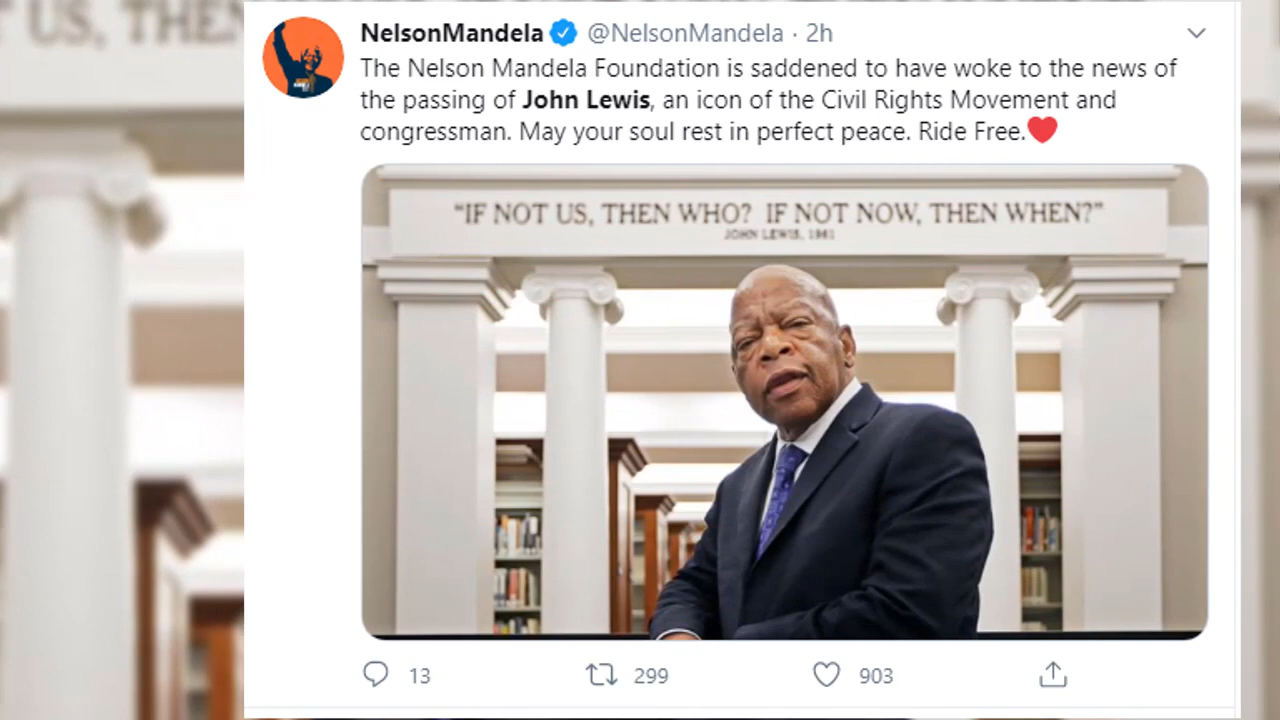 US, THEN
NelsonMandela @NelsonMandela · 2h
The Nelson Mandela Foundation is saddened to have woke to the news of
the passing of John Lewis, an icon of the Civil Rights Movement and
congressman. May your soul rest in perfect peace. Ride Free.❤️
“IF NOT US, THEN WHO? IF NOT NOW, THEN WHEN?”
JOHN LEWIS, 1961
13 299 903